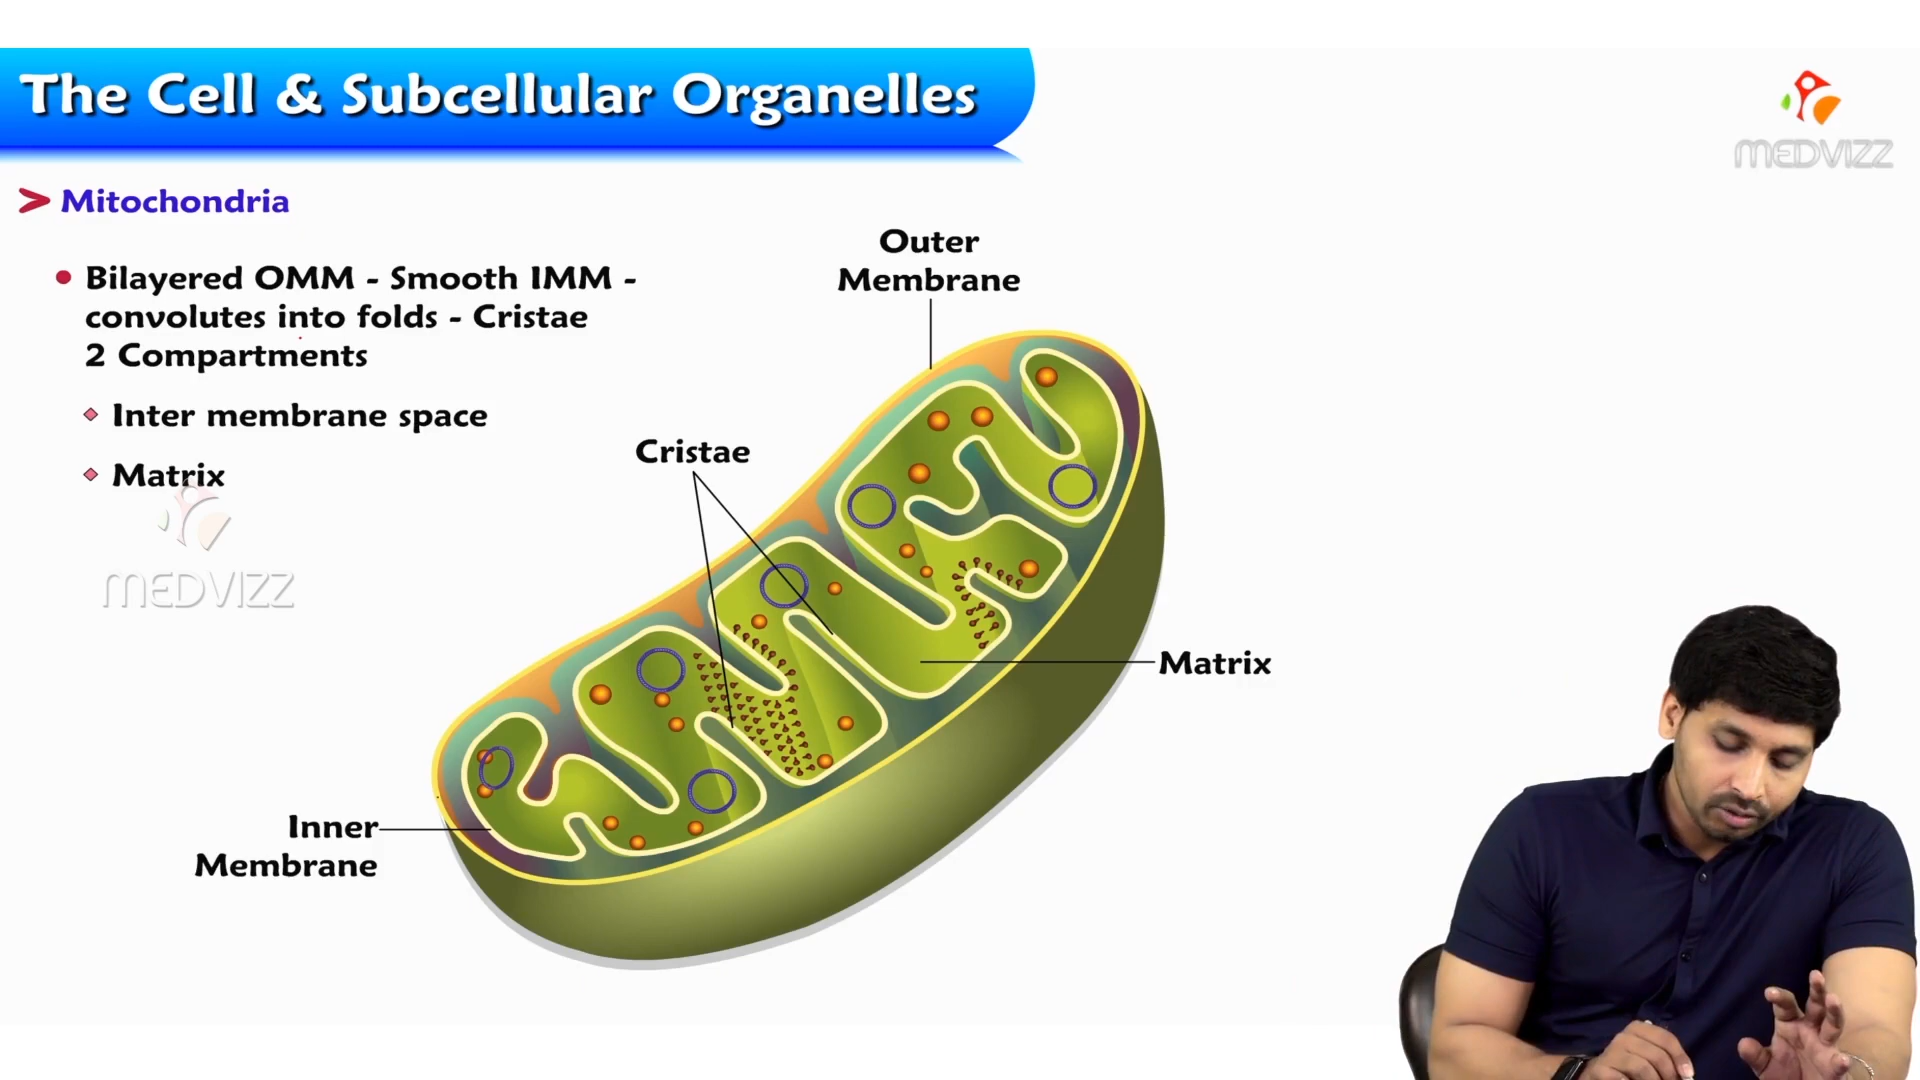 The Cell & Subcellular Organelles
MEDVIZZ
> Mitochondria
• Bilayered OMM - Smooth IMM -
convolutes into folds - Cristae
2 Compartments
Inter membrane space
Matrix
MEDVIZZ
Outer
Membrane
Cristae
Matrix
Inner
Membrane